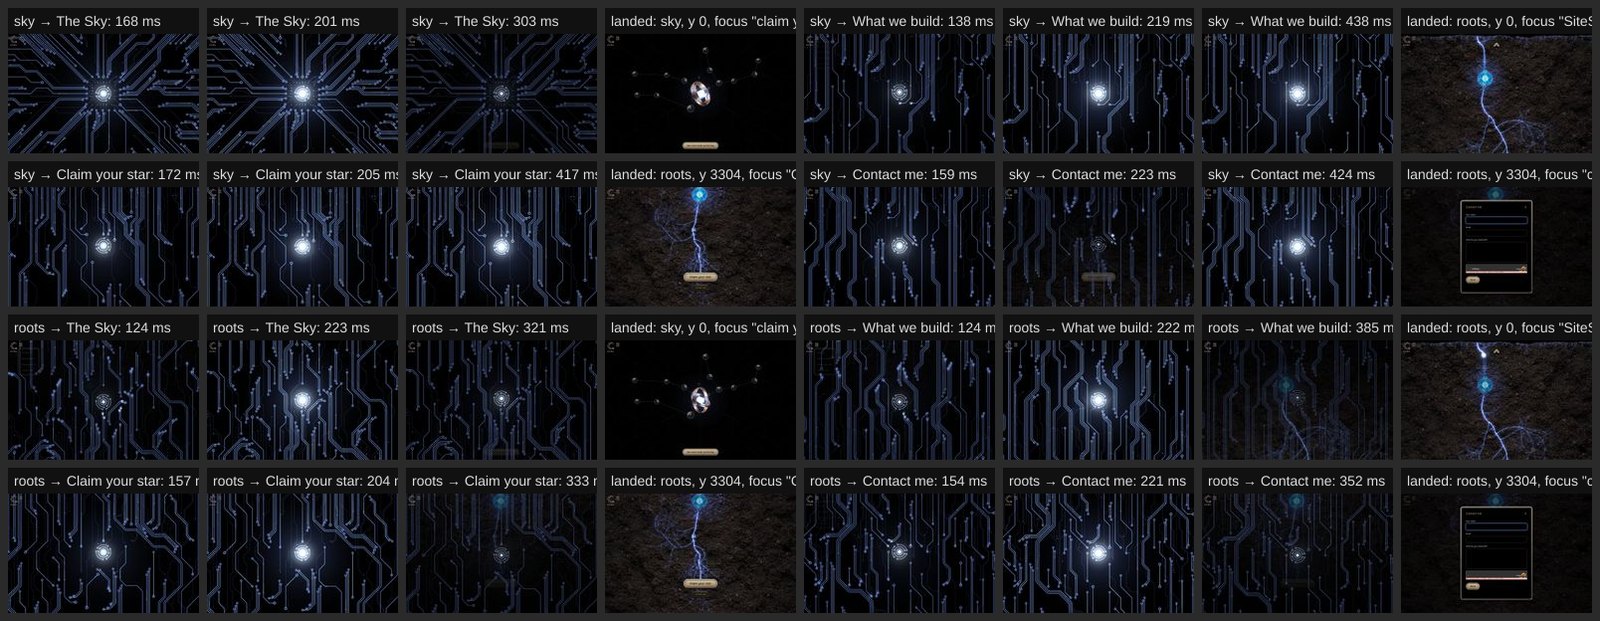 sky → The Sky: 168 ms
sky → The Sky: 201 ms
sky → The Sky: 303 ms
landed: sky, y 0, focus "claim y
sky → What we build: 138 ms
sky → What we build: 219 ms
sky → What we build: 438 ms
landed: roots, y 0, focus "SiteS
sky → Claim your star: 172 ms
sky → Claim your star: 205 ms
sky → Claim your star: 417 ms
landed: roots, y 3304, focus "C
sky → Contact me: 159 ms
sky → Contact me: 223 ms
sky → Contact me: 424 ms
landed: roots, y 3304, focus "c
roots → The Sky: 124 ms
roots → The Sky: 223 ms
roots → The Sky: 321 ms
landed: sky, y 0, focus "claim y
roots → What we build: 124 m
roots → What we build: 222 m
roots → What we build: 385 m
landed: roots, y 0, focus "SiteS
roots → Claim your star: 157 r
roots → Claim your star: 204 r
roots → Claim your star: 333 r
landed: roots, y 3304, focus "C
roots → Contact me: 154 ms
roots → Contact me: 221 ms
roots → Contact me: 352 ms
landed: roots, y 3304, focus "c